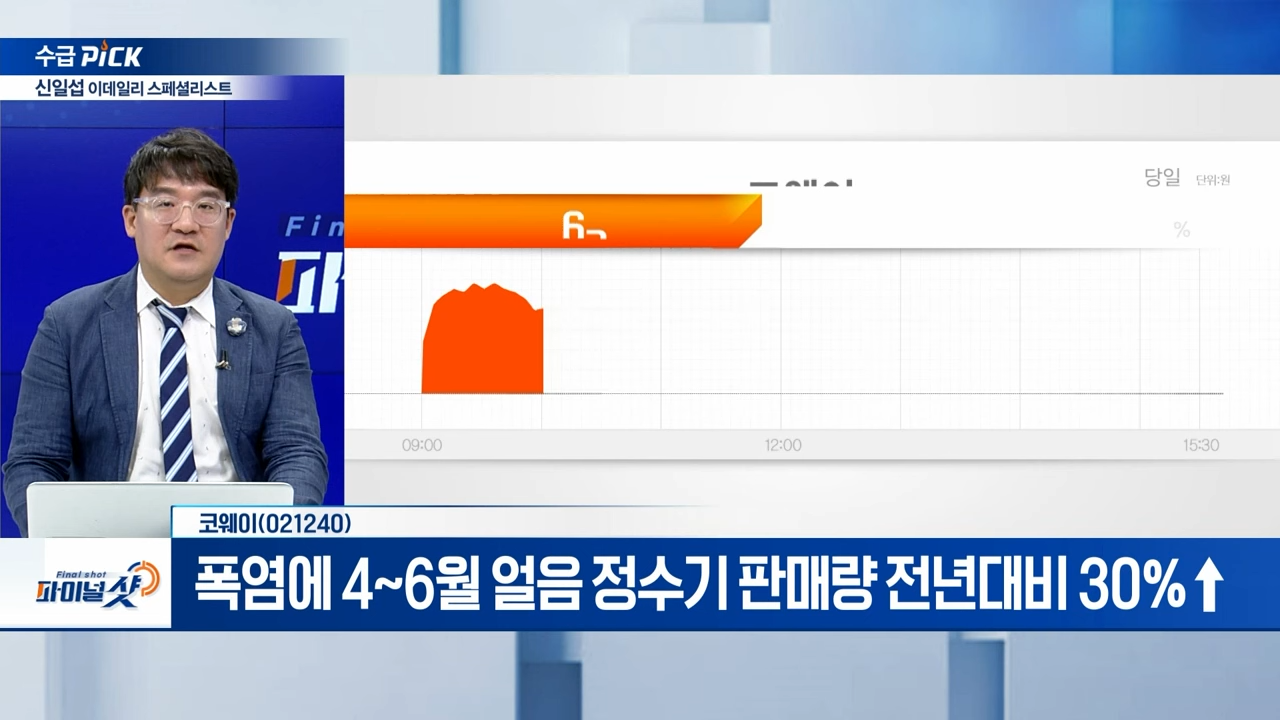 수급 PiCK
신일섭 이데일리 스페셜리스트
Fin
당일 단위:원
%
09:00 12:00 15:30
코웨이(021240)
Final shot
파이널샷
폭염에 4~6월 얼음 정수기 판매량 전년대비 30%↑